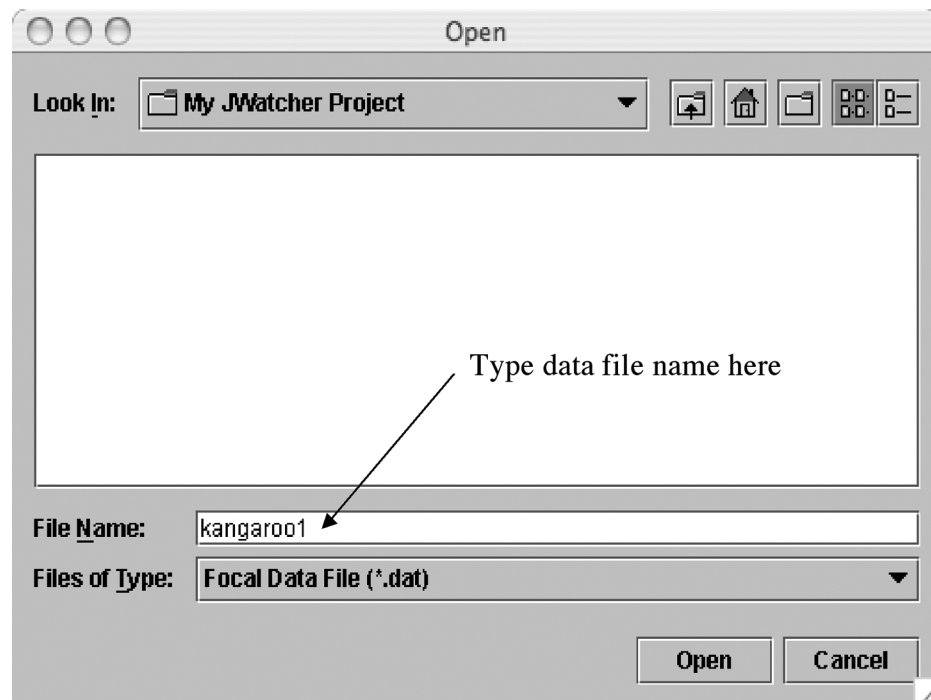 Open
Look In: My JWatcher Project
Type data file name here
File Name: kangaroo1
Files of Type: Focal Data File (*.dat)
Open Cancel